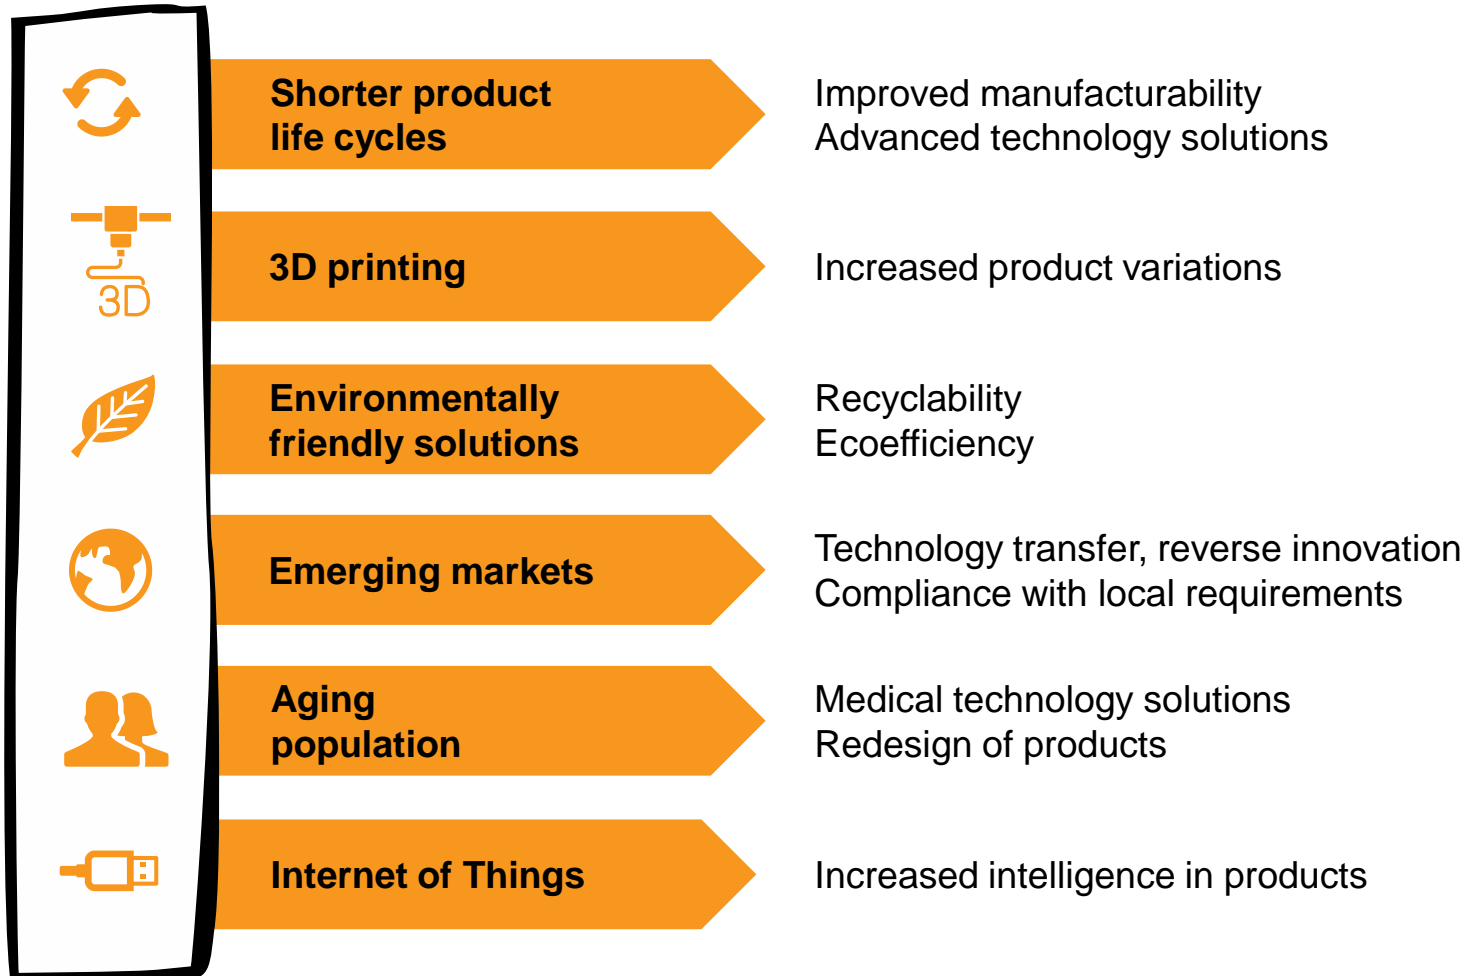 Shorter product
life cycles
Improved manufacturability
Advanced technology solutions
3D
3D printing
Increased product variations
Environmentally
friendly solutions
Recyclability
Ecoefficiency
Emerging markets
Technology transfer, reverse innovation
Compliance with local requirements
Aging
population
Medical technology solutions
Redesign of products
Internet of Things
Increased intelligence in products